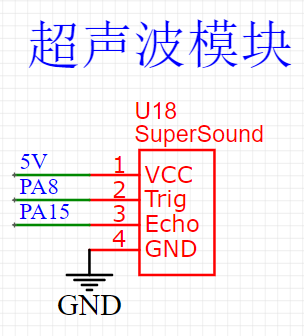 超声波模块
U18
SuperSound
5V 1 VCC
PA8 2 Trig
PA15 3 Echo
4 GND
GND